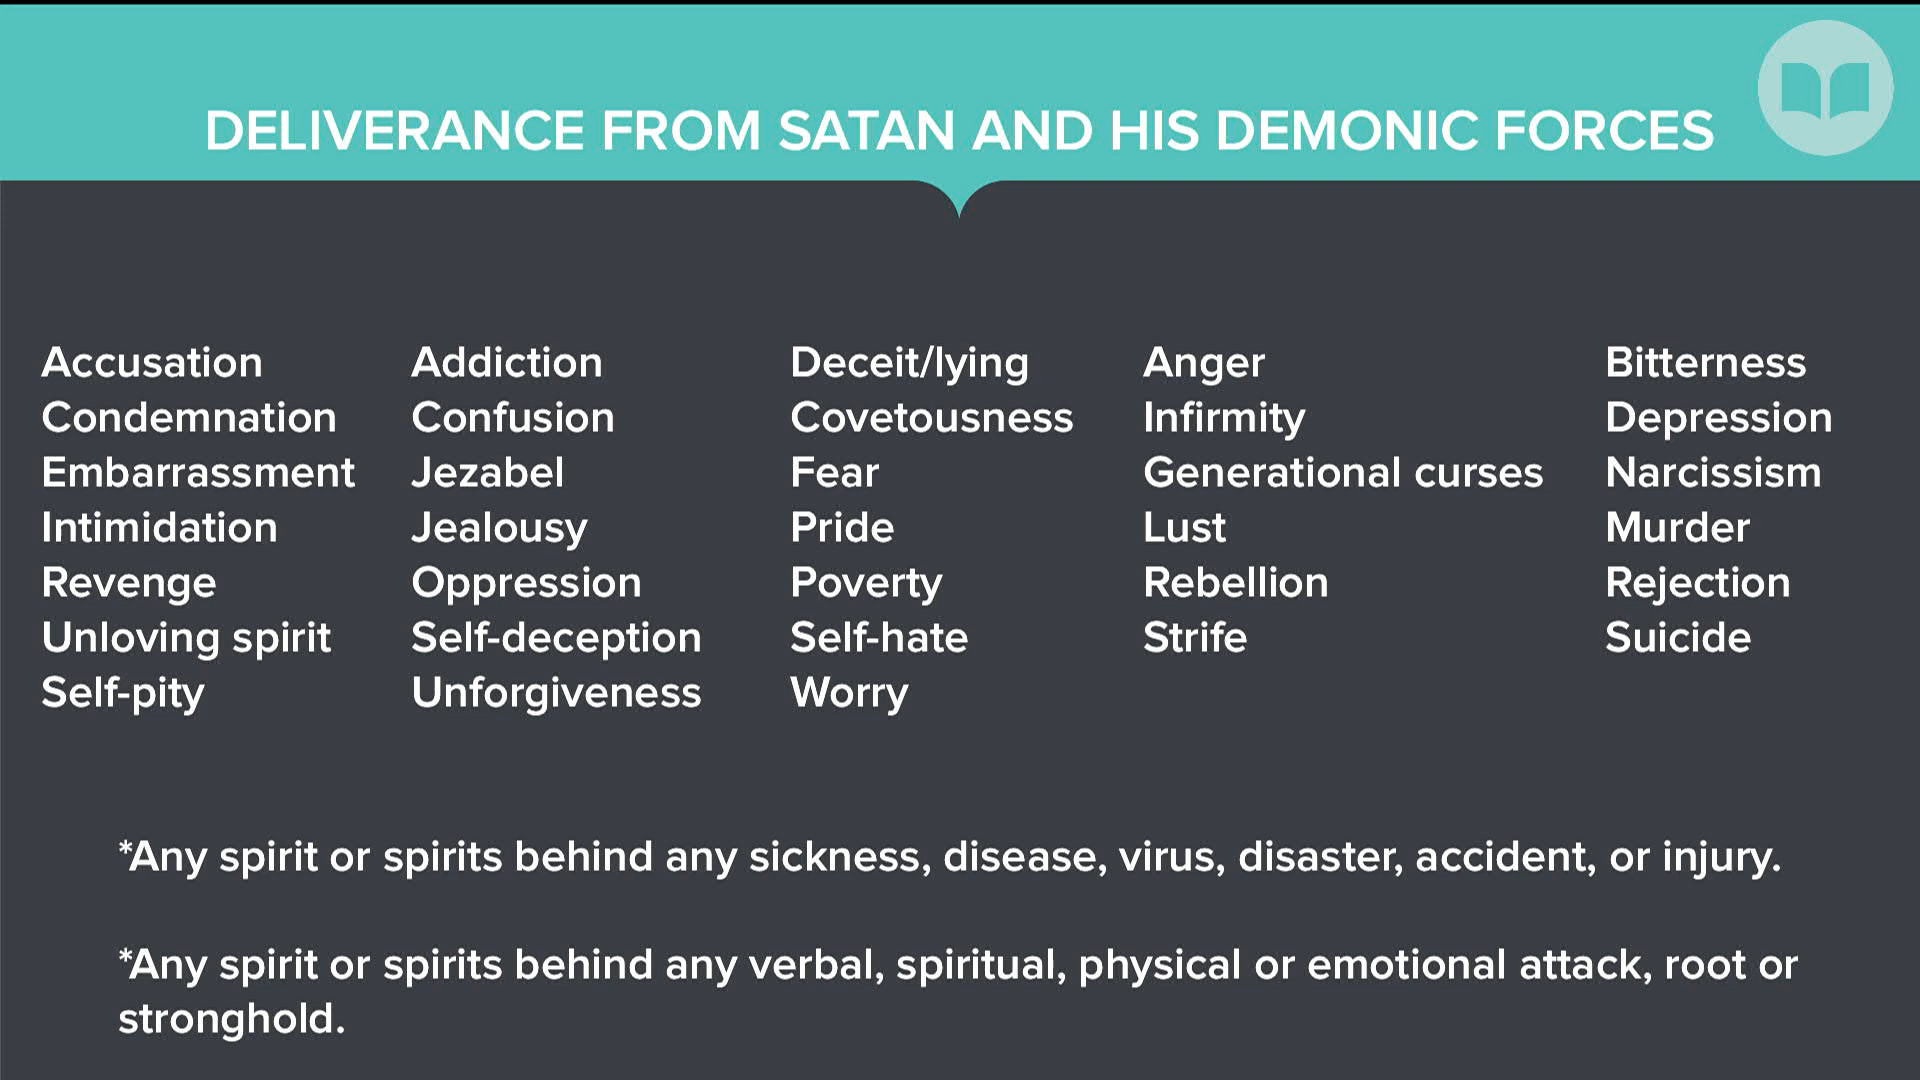 DELIVERANCE FROM SATAN AND HIS DEMONIC FORCES
Accusation Addiction Deceit/lying Anger Bitterness
Condemnation Confusion Covetousness Infirmity Depression
Embarrassment Jezabel Fear Generational curses Narcissism
Intimidation Jealousy Pride Lust Murder
Revenge Oppression Poverty Rebellion Rejection
Unloving spirit Self-deception Self-hate Strife Suicide
Self-pity Unforgiveness Worry
*Any spirit or spirits behind any sickness, disease, virus, disaster, accident, or injury.
*Any spirit or spirits behind any verbal, spiritual, physical or emotional attack, root or
stronghold.